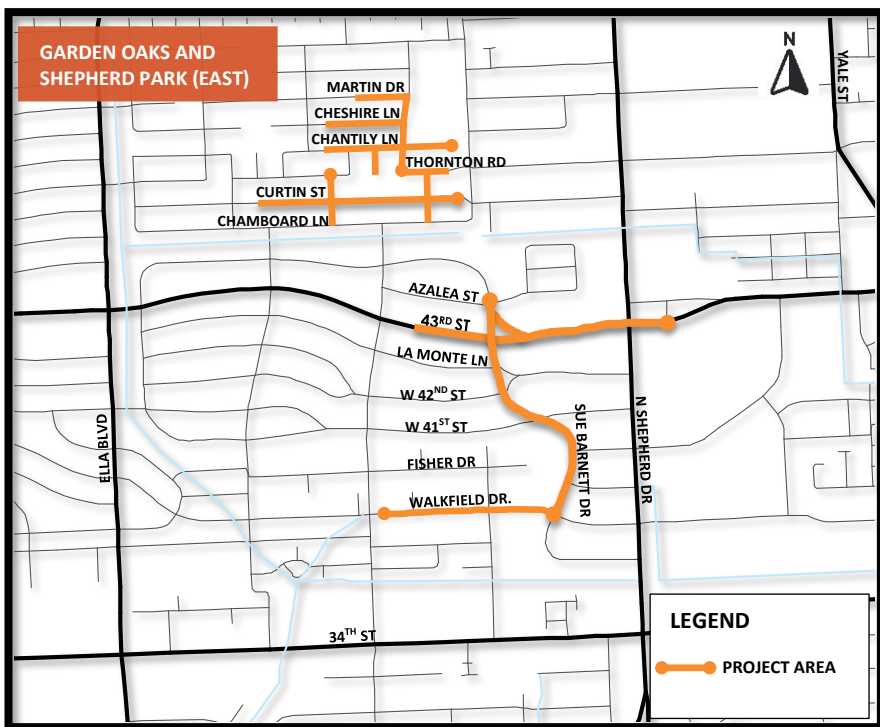 GARDEN OAKS AND
SHEPHERD PARK (EAST)
N
YALE ST
MARTIN DR
CHESHIRE LN
CHANTILY LN
THORNTON RD
CURTIN ST
CHAMBOARD LN
AZALEA ST
43RD ST
LA MONTE LN
W 42ND ST
W 41ST ST
ELLA BLVD
SUE BARNETT DR
N SHEPHERD DR
FISHER DR
WALKFIELD DR.
34TH ST
LEGEND
PROJECT AREA